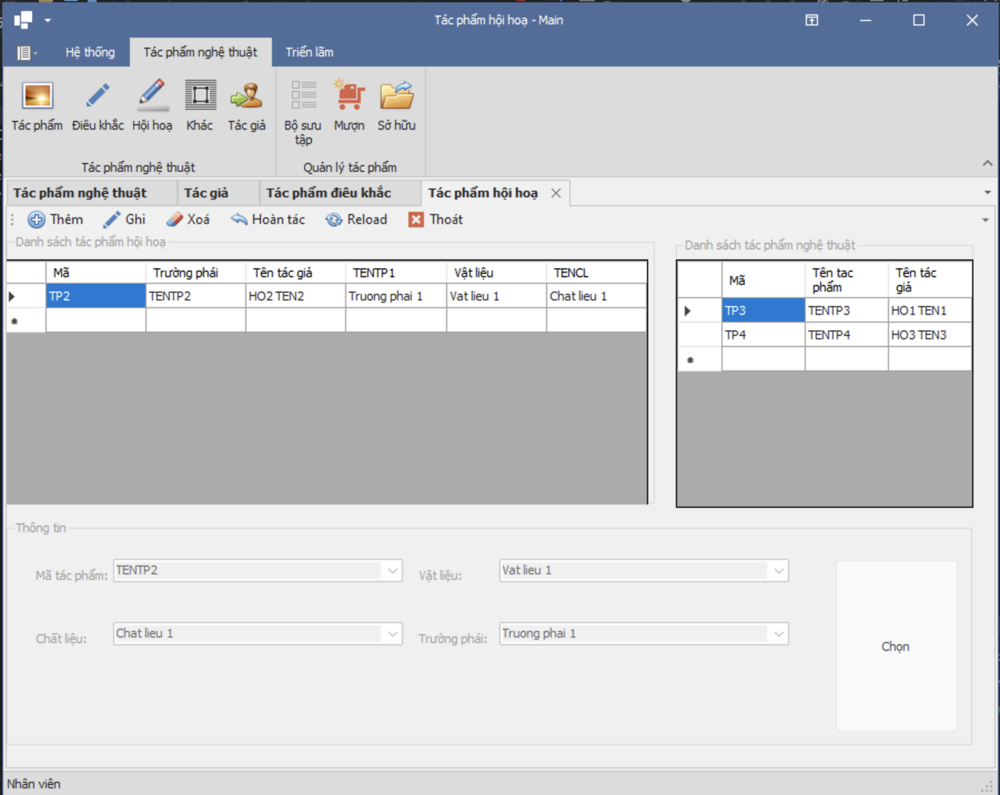 Tác phẩm hội hoạ - Main
Hệ thống Tác phẩm nghệ thuật Triển lãm
Tác phẩm Điêu khắc Hội hoạ Khác Tác giả Bộ sưu tập Mượn Sở hữu
Tác phẩm nghệ thuật Quản lý tác phẩm
Tác phẩm nghệ thuật Tác giả Tác phẩm điêu khắc Tác phẩm hội hoạ
Thêm Ghi Xoá Hoàn tác Reload Thoát
Danh sách tác phẩm hội hoạ
Mã Trường phái Tên tác giả TENTP1 Vật liệu TENCL
TP2 TENTP2 HO2 TEN2 Truong phai 1 Vat lieu 1 Chat lieu 1
Danh sách tác phẩm nghệ thuật
Mã Tên tac phẩm Tên tác giả
TP3 TENTP3 HO1 TEN1
TP4 TENTP4 HO3 TEN3
Thông tin
Mã tác phẩm: TENTP2 Vật liệu: Vat lieu 1
Chất liệu: Chat lieu 1 Trường phái: Truong phai 1
Chọn
Nhân viên